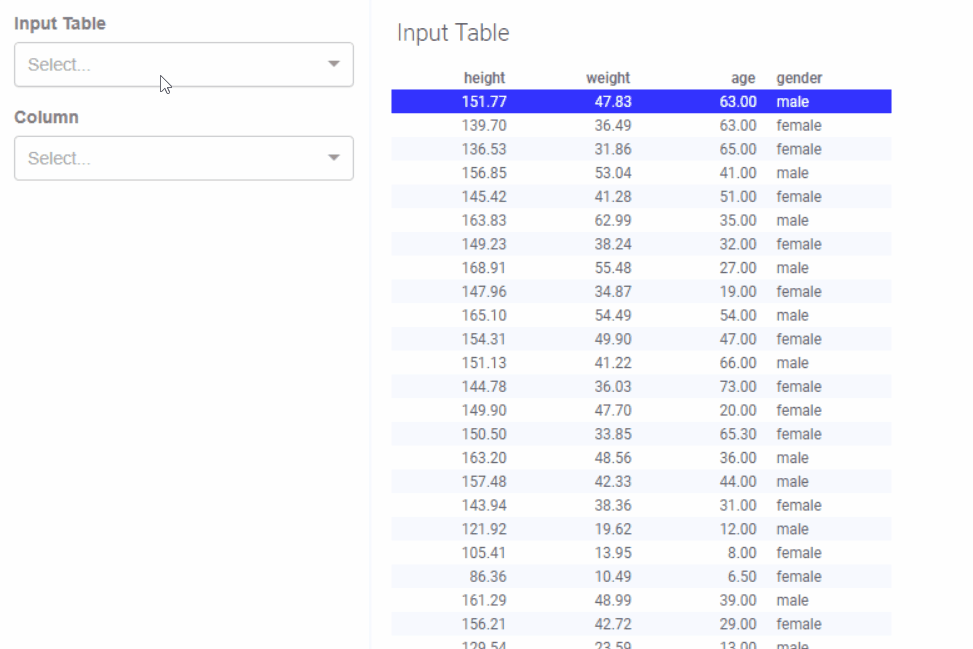 Input Table
Select...
Column
Select...
Input Table
height weight age gender
151.77 47.83 63.00 male
139.70 36.49 63.00 female
136.53 31.86 65.00 female
156.85 53.04 41.00 male
145.42 41.28 51.00 female
163.83 62.99 35.00 male
149.23 38.24 32.00 female
168.91 55.48 27.00 male
147.96 34.87 19.00 female
165.10 54.49 54.00 male
154.31 49.90 47.00 female
151.13 41.22 66.00 male
144.78 36.03 73.00 female
149.90 47.70 20.00 female
150.50 33.85 65.30 female
163.20 48.56 36.00 male
157.48 42.33 44.00 male
143.94 38.36 31.00 female
121.92 19.62 12.00 male
105.41 13.95 8.00 female
86.36 10.49 6.50 female
161.29 48.99 39.00 male
156.21 42.72 29.00 female
129.54 23.59 13.00 male